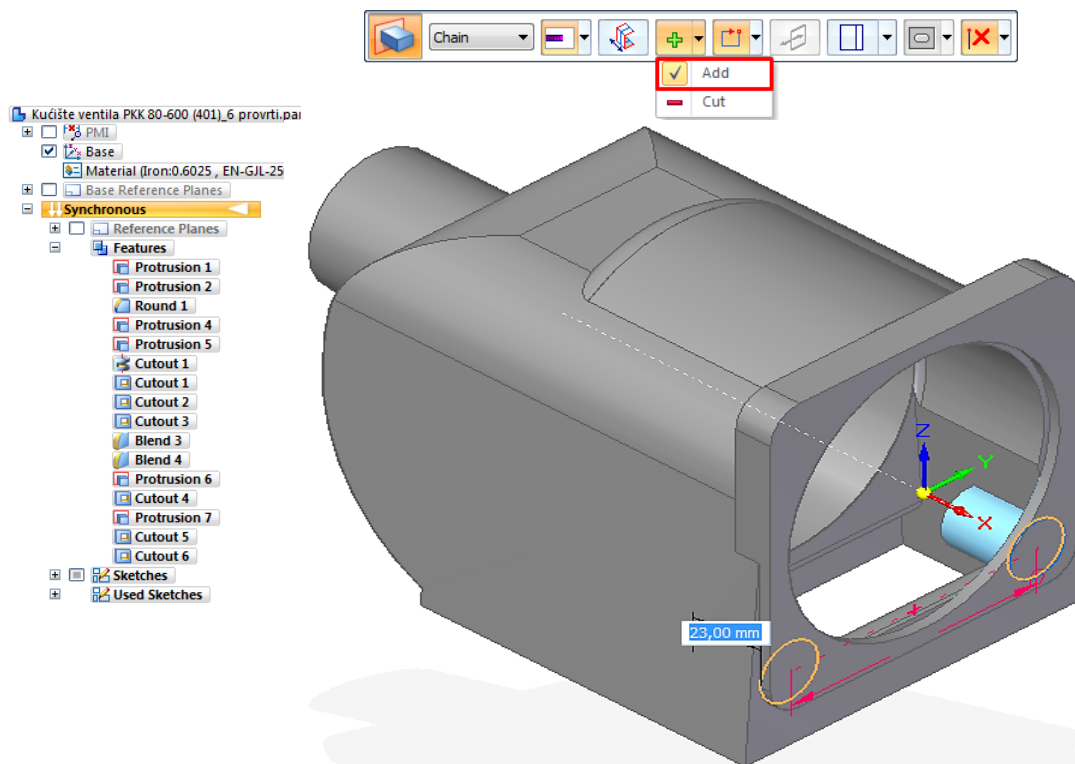 Chain
Add
Cut
Kućište ventila PKK 80-600 (401)_6 provrti.par
PMI
Base
Material (Iron:0.6025 , EN-GJL-25
Base Reference Planes
Synchronous
Reference Planes
Features
Protrusion 1
Protrusion 2
Round 1
Protrusion 4
Protrusion 5
Cutout 1
Cutout 1
Cutout 2
Cutout 3
Blend 3
Blend 4
Protrusion 6
Cutout 4
Protrusion 7
Cutout 5
Cutout 6
Sketches
Used Sketches
Z
Y
X
23,00 mm